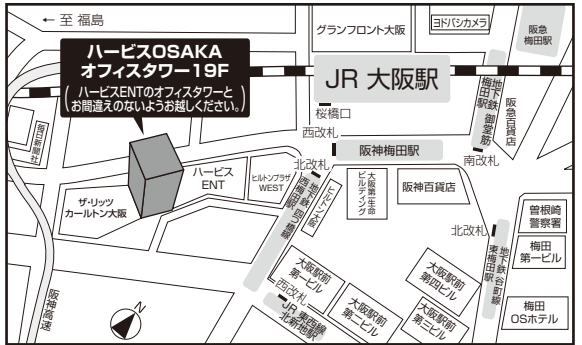 ← 至 福島
ハービスOSAKA
オフィスタワー19F
(ハービスENTのオフィスタワーと
お間違えのないようお越しください。)
グランフロント大阪
ヨドバシカメラ
阪急
梅田駅
JR 大阪駅
桜橋口
地下鉄 御堂筋
梅田駅
阪急百貨店
西改札
阪神梅田駅
南改札
毎日新聞社
北改札
ハービス
ENT
ヒルトンプラザ
WEST
地下鉄 四つ橋線
西梅田駅
ヒルトン大阪
大阪第一生命
ビルディング
阪神百貨店
ザ・リッツ
カールトン大阪
北改札
曽根崎
警察署
地下鉄 谷町線
東梅田駅
梅田
第一ビル
大阪駅前
第一ビル
大阪駅前
第四ビル
西改札
JR 東西線
北新地駅
大阪駅前
第二ビル
大阪駅前
第三ビル
梅田
OSホテル
阪神高速
N